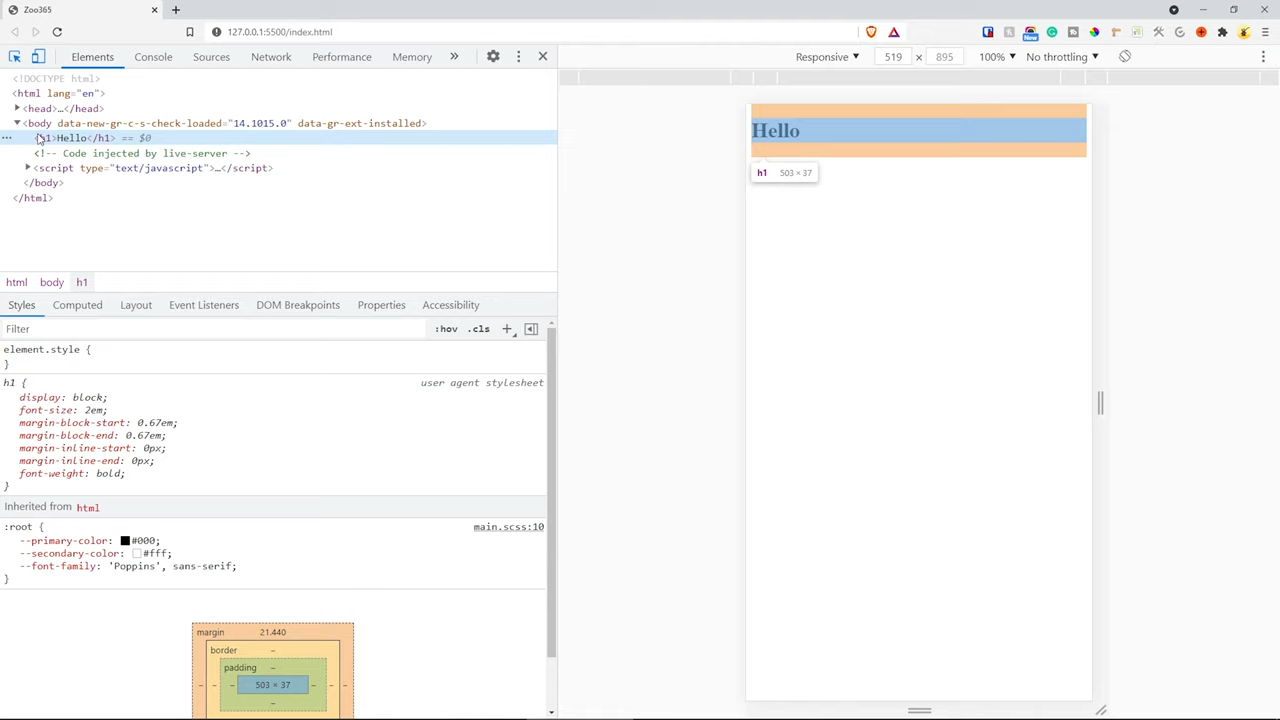 Zoo365
127.0.0.1:5500/index.html
New
Elements Console Sources Network Performance Memory »
Responsive 519 × 895 100% No throttling
<!DOCTYPE html>
<html lang="en">
<head>…</head>
<body data-new-gr-c-s-check-loaded="14.1015.0" data-gr-ext-installed>
<h1>Hello</h1> == $0
<!-- Code injected by live-server -->
<script type="text/javascript">…</script>
</body>
</html>
Hello
h1 503 × 37
html body h1
Styles Computed Layout Event Listeners DOM Breakpoints Properties Accessibility
Filter :hov .cls +
element.style {
}
h1 { user agent stylesheet
display: block;
font-size: 2em;
margin-block-start: 0.67em;
margin-block-end: 0.67em;
margin-inline-start: 0px;
margin-inline-end: 0px;
font-weight: bold;
}
Inherited from html
:root { main.scss:10
--primary-color: #000;
--secondary-color: #fff;
--font-family: 'Poppins', sans-serif;
}
margin 21.440
border –
padding –
– – – 503 × 37 – – –
–